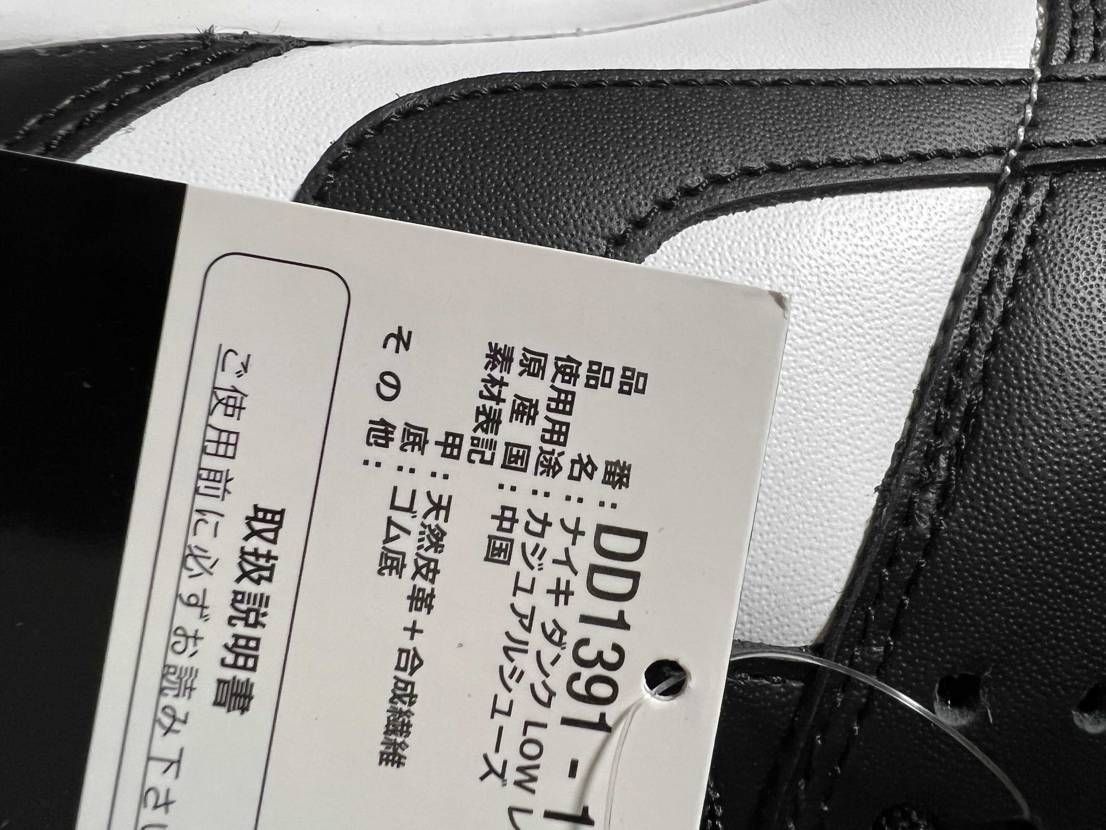 品番：DD1391 - 1
品名：ナイキ ダンク LOW レ
使用用途：カジュアルシューズ
原産国：中国
素材表記
甲：天然皮革＋合成繊維
底：ゴム底
その他：
取扱説明書
ご使用前に必ずお読み下さい